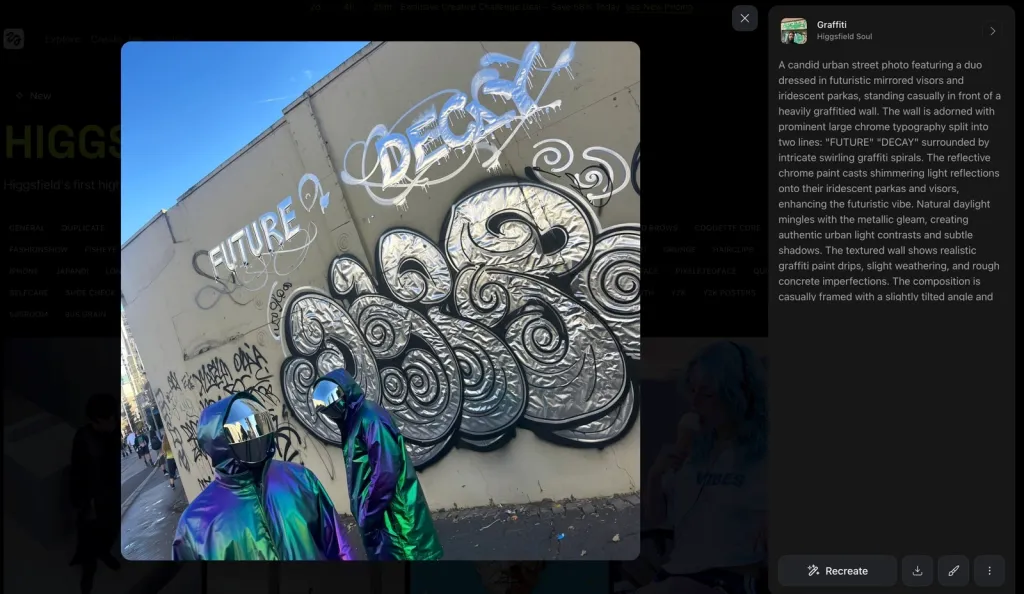 New
HIGGS
Higgsfield's first high
GENERAL DUPLICATE
DECAY
FUTURE
Graffiti
Higgsfield Soul
A candid urban street photo featuring a duo
dressed in futuristic mirrored visors and
iridescent parkas, standing casually in front of a
heavily graffitied wall. The wall is adorned with
prominent large chrome typography split into
two lines: "FUTURE" "DECAY" surrounded by
intricate swirling graffiti spirals. The reflective
chrome paint casts shimmering light reflections
onto their iridescent parkas and visors,
enhancing the futuristic vibe. Natural daylight
mingles with the metallic gleam, creating
authentic urban light contrasts and subtle
shadows. The textured wall shows realistic
graffiti paint drips, slight weathering, and rough
concrete imperfections. The composition is
casually framed with a slightly tilted angle and
Recreate